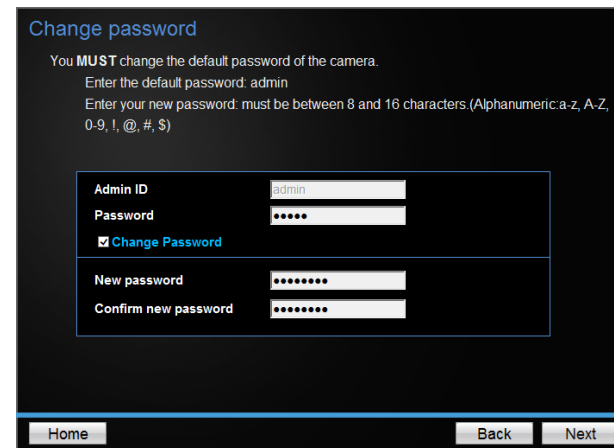 Change password
You MUST change the default password of the camera.
Enter the default password: admin
Enter your new password: must be between 8 and 16 characters.(Alphanumeric:a-z, A-Z,
0-9, !, @, #, $)
Admin ID admin
Password •••••
Change Password
New password ••••••••
Confirm new password ••••••••
Home Back Next